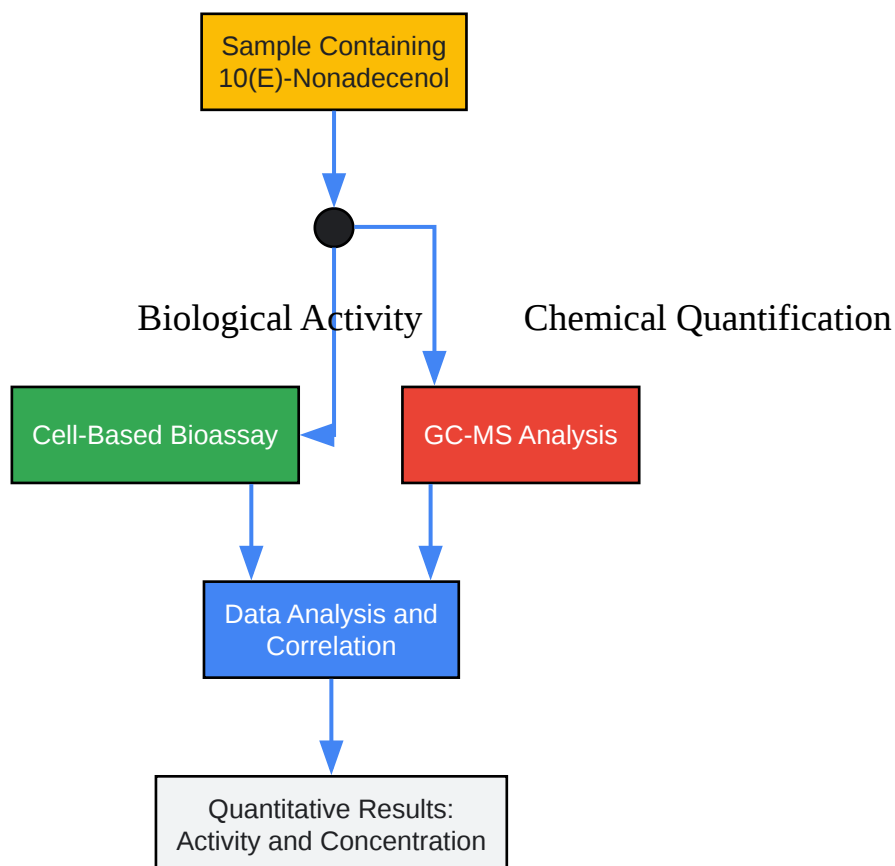 Sample Containing
10(E)-Nonadecenol
Biological Activity
Chemical Quantification
Cell-Based Bioassay
GC-MS Analysis
Data Analysis and
Correlation
Quantitative Results:
Activity and Concentration